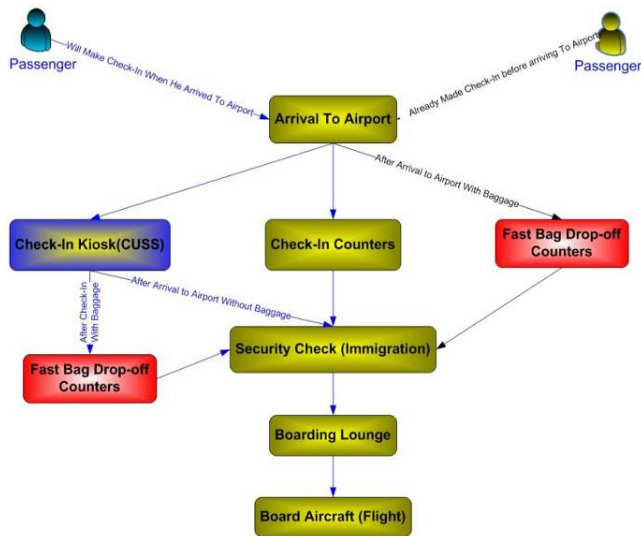 Passenger
Passenger
Will Make Check-In When He Arrived To Airport
Already Made Check-In before arriving To Airport
Arrival To Airport
After Arrival to Airport With Baggage
Check-In Kiosk(CUSS)
Check-In Counters
Fast Bag Drop-off
Counters
After Check-In
With Baggage
After Arrival to Airport Without Baggage
Security Check (Immigration)
Fast Bag Drop-off
Counters
Boarding Lounge
Board Aircraft (Flight)